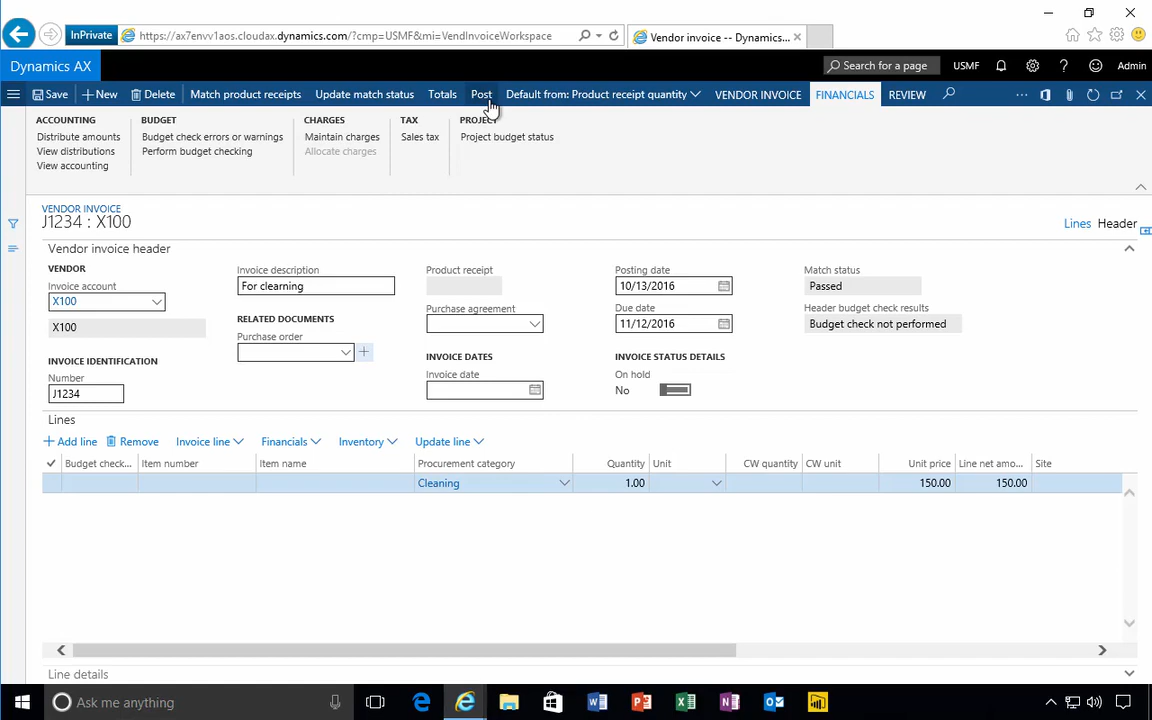 InPrivate
https://ax7envv1aos.cloudax.dynamics.com/?cmp=USMF&mi=VendInvoiceWorkspace
Vendor invoice -- Dynamics...
Dynamics AX
Search for a page
USMF
Admin
Save
New
Delete
Match product receipts
Update match status
Totals
Post
Default from: Product receipt quantity
VENDOR INVOICE
FINANCIALS
REVIEW
ACCOUNTING
Distribute amounts
View distributions
View accounting
BUDGET
Budget check errors or warnings
Perform budget checking
CHARGES
Maintain charges
Allocate charges
TAX
Sales tax
PROJECT
Project budget status
VENDOR INVOICE
J1234 : X100
Lines
Header
Vendor invoice header
VENDOR
Invoice account
X100
X100
INVOICE IDENTIFICATION
Number
J1234
Invoice description
For clearning
RELATED DOCUMENTS
Purchase order
Product receipt
Purchase agreement
INVOICE DATES
Invoice date
Posting date
10/13/2016
Due date
11/12/2016
INVOICE STATUS DETAILS
On hold
No
Match status
Passed
Header budget check results
Budget check not performed
Lines
Add line
Remove
Invoice line
Financials
Inventory
Update line
Budget check... Item number Item name Procurement category Quantity Unit CW quantity CW unit Unit price Line net amo... Site
Cleaning 1.00 150.00 150.00
Line details
Ask me anything